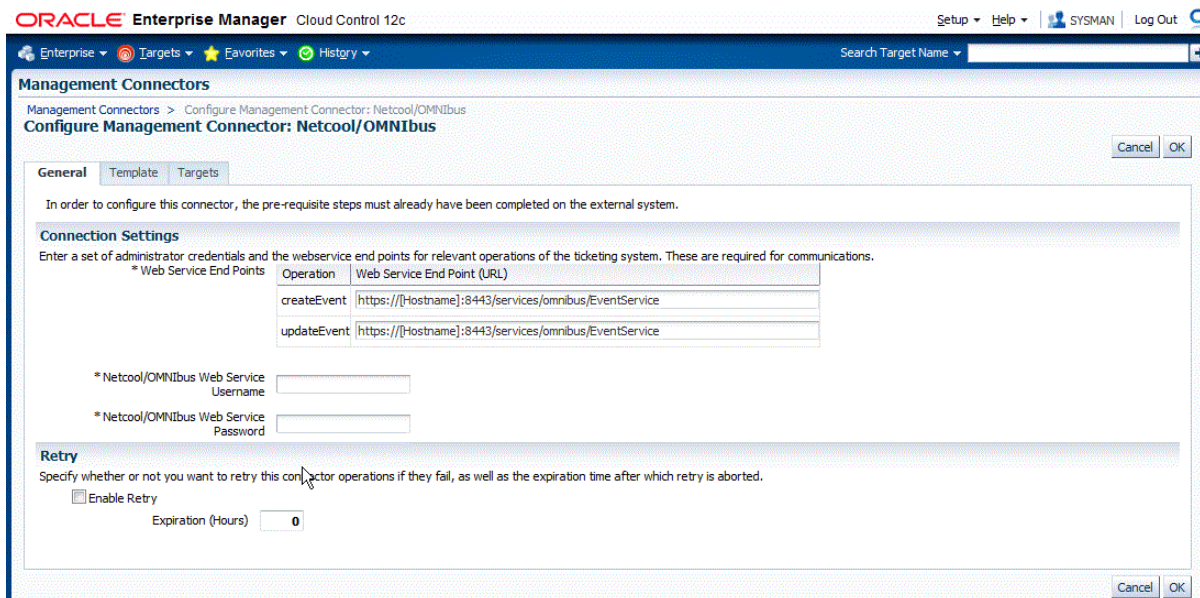 ORACLE Enterprise Manager Cloud Control 12c
Setup Help SYSMAN Log Out
Enterprise Targets Favorites History Search Target Name
Management Connectors
Management Connectors > Configure Management Connector: Netcool/OMNIbus
Configure Management Connector: Netcool/OMNIbus
Cancel OK
General Template Targets
In order to configure this connector, the pre-requisite steps must already have been completed on the external system.
Connection Settings
Enter a set of administrator credentials and the webservice end points for relevant operations of the ticketing system. These are required for communications.
* Web Service End Points Operation Web Service End Point (URL)
createEvent https://[Hostname]:8443/services/omnibus/EventService
updateEvent https://[Hostname]:8443/services/omnibus/EventService
* Netcool/OMNIbus Web Service
Username
* Netcool/OMNIbus Web Service
Password
Retry
Specify whether or not you want to retry this connector operations if they fail, as well as the expiration time after which retry is aborted.
Enable Retry
Expiration (Hours) 0
Cancel OK